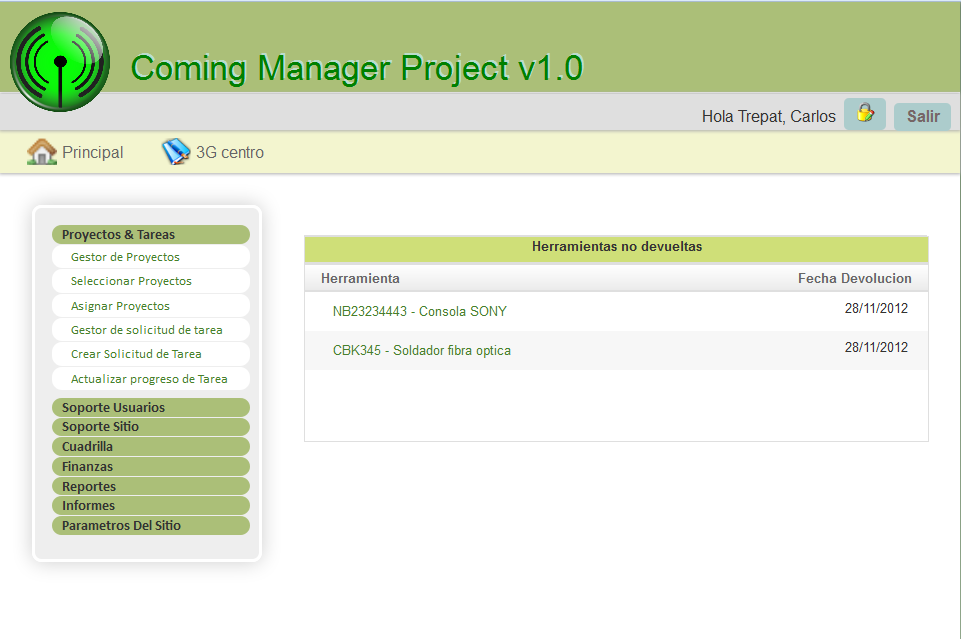 Coming Manager Project v1.0
Hola Trepat, Carlos Salir
Principal 3G centro
Proyectos & Tareas
Gestor de Proyectos
Seleccionar Proyectos
Asignar Proyectos
Gestor de solicitud de tarea
Crear Solicitud de Tarea
Actualizar progreso de Tarea
Soporte Usuarios
Soporte Sitio
Cuadrilla
Finanzas
Reportes
Informes
Parametros Del Sitio
Herramientas no devueltas
Herramienta Fecha Devolucion
NB23234443 - Consola SONY 28/11/2012
CBK345 - Soldador fibra optica 28/11/2012